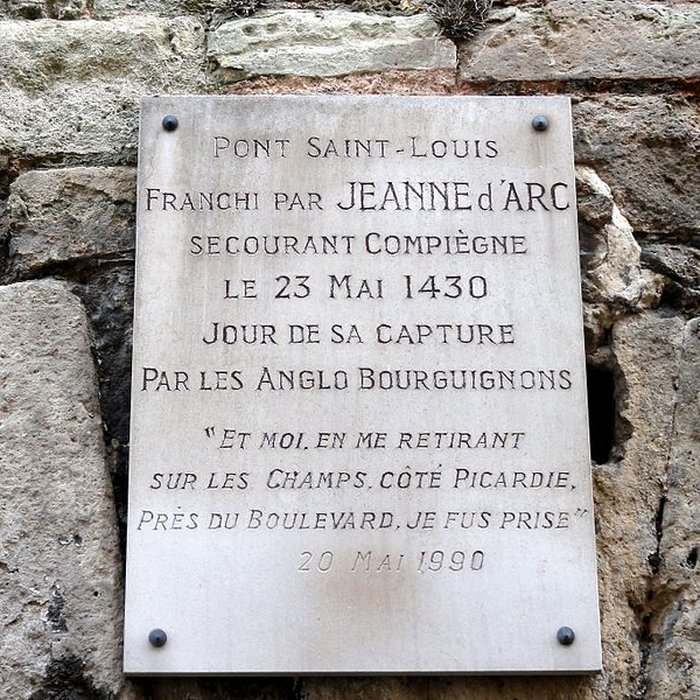 PONT SAINT-LOUIS
FRANCHI PAR JEANNE d'ARC
SECOURANT COMPIÈGNE
LE 23 MAI 1430
JOUR DE SA CAPTURE
PAR LES ANGLO BOURGUIGNONS
"ET MOI, EN ME RETIRANT
SUR LES CHAMPS, CÔTÉ PICARDIE,
PRÈS DU BOULEVARD, JE FUS PRISE"
20 MAI 1990